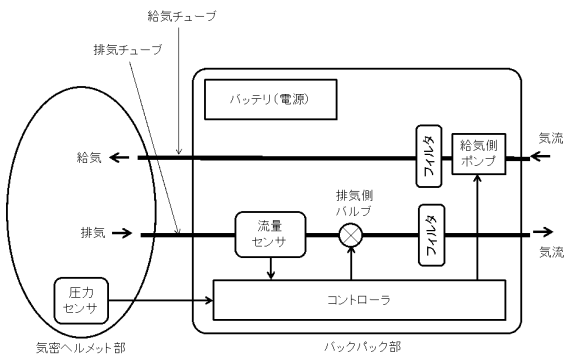 給気チューブ
排気チューブ
バッテリ（電源）
給気
フィルタ
給気側
ポンプ
気流
排気
流量
センサ
排気側
バルブ
フィルタ
気流
圧力
センサ
コントローラ
気密ヘルメット部
バックパック部